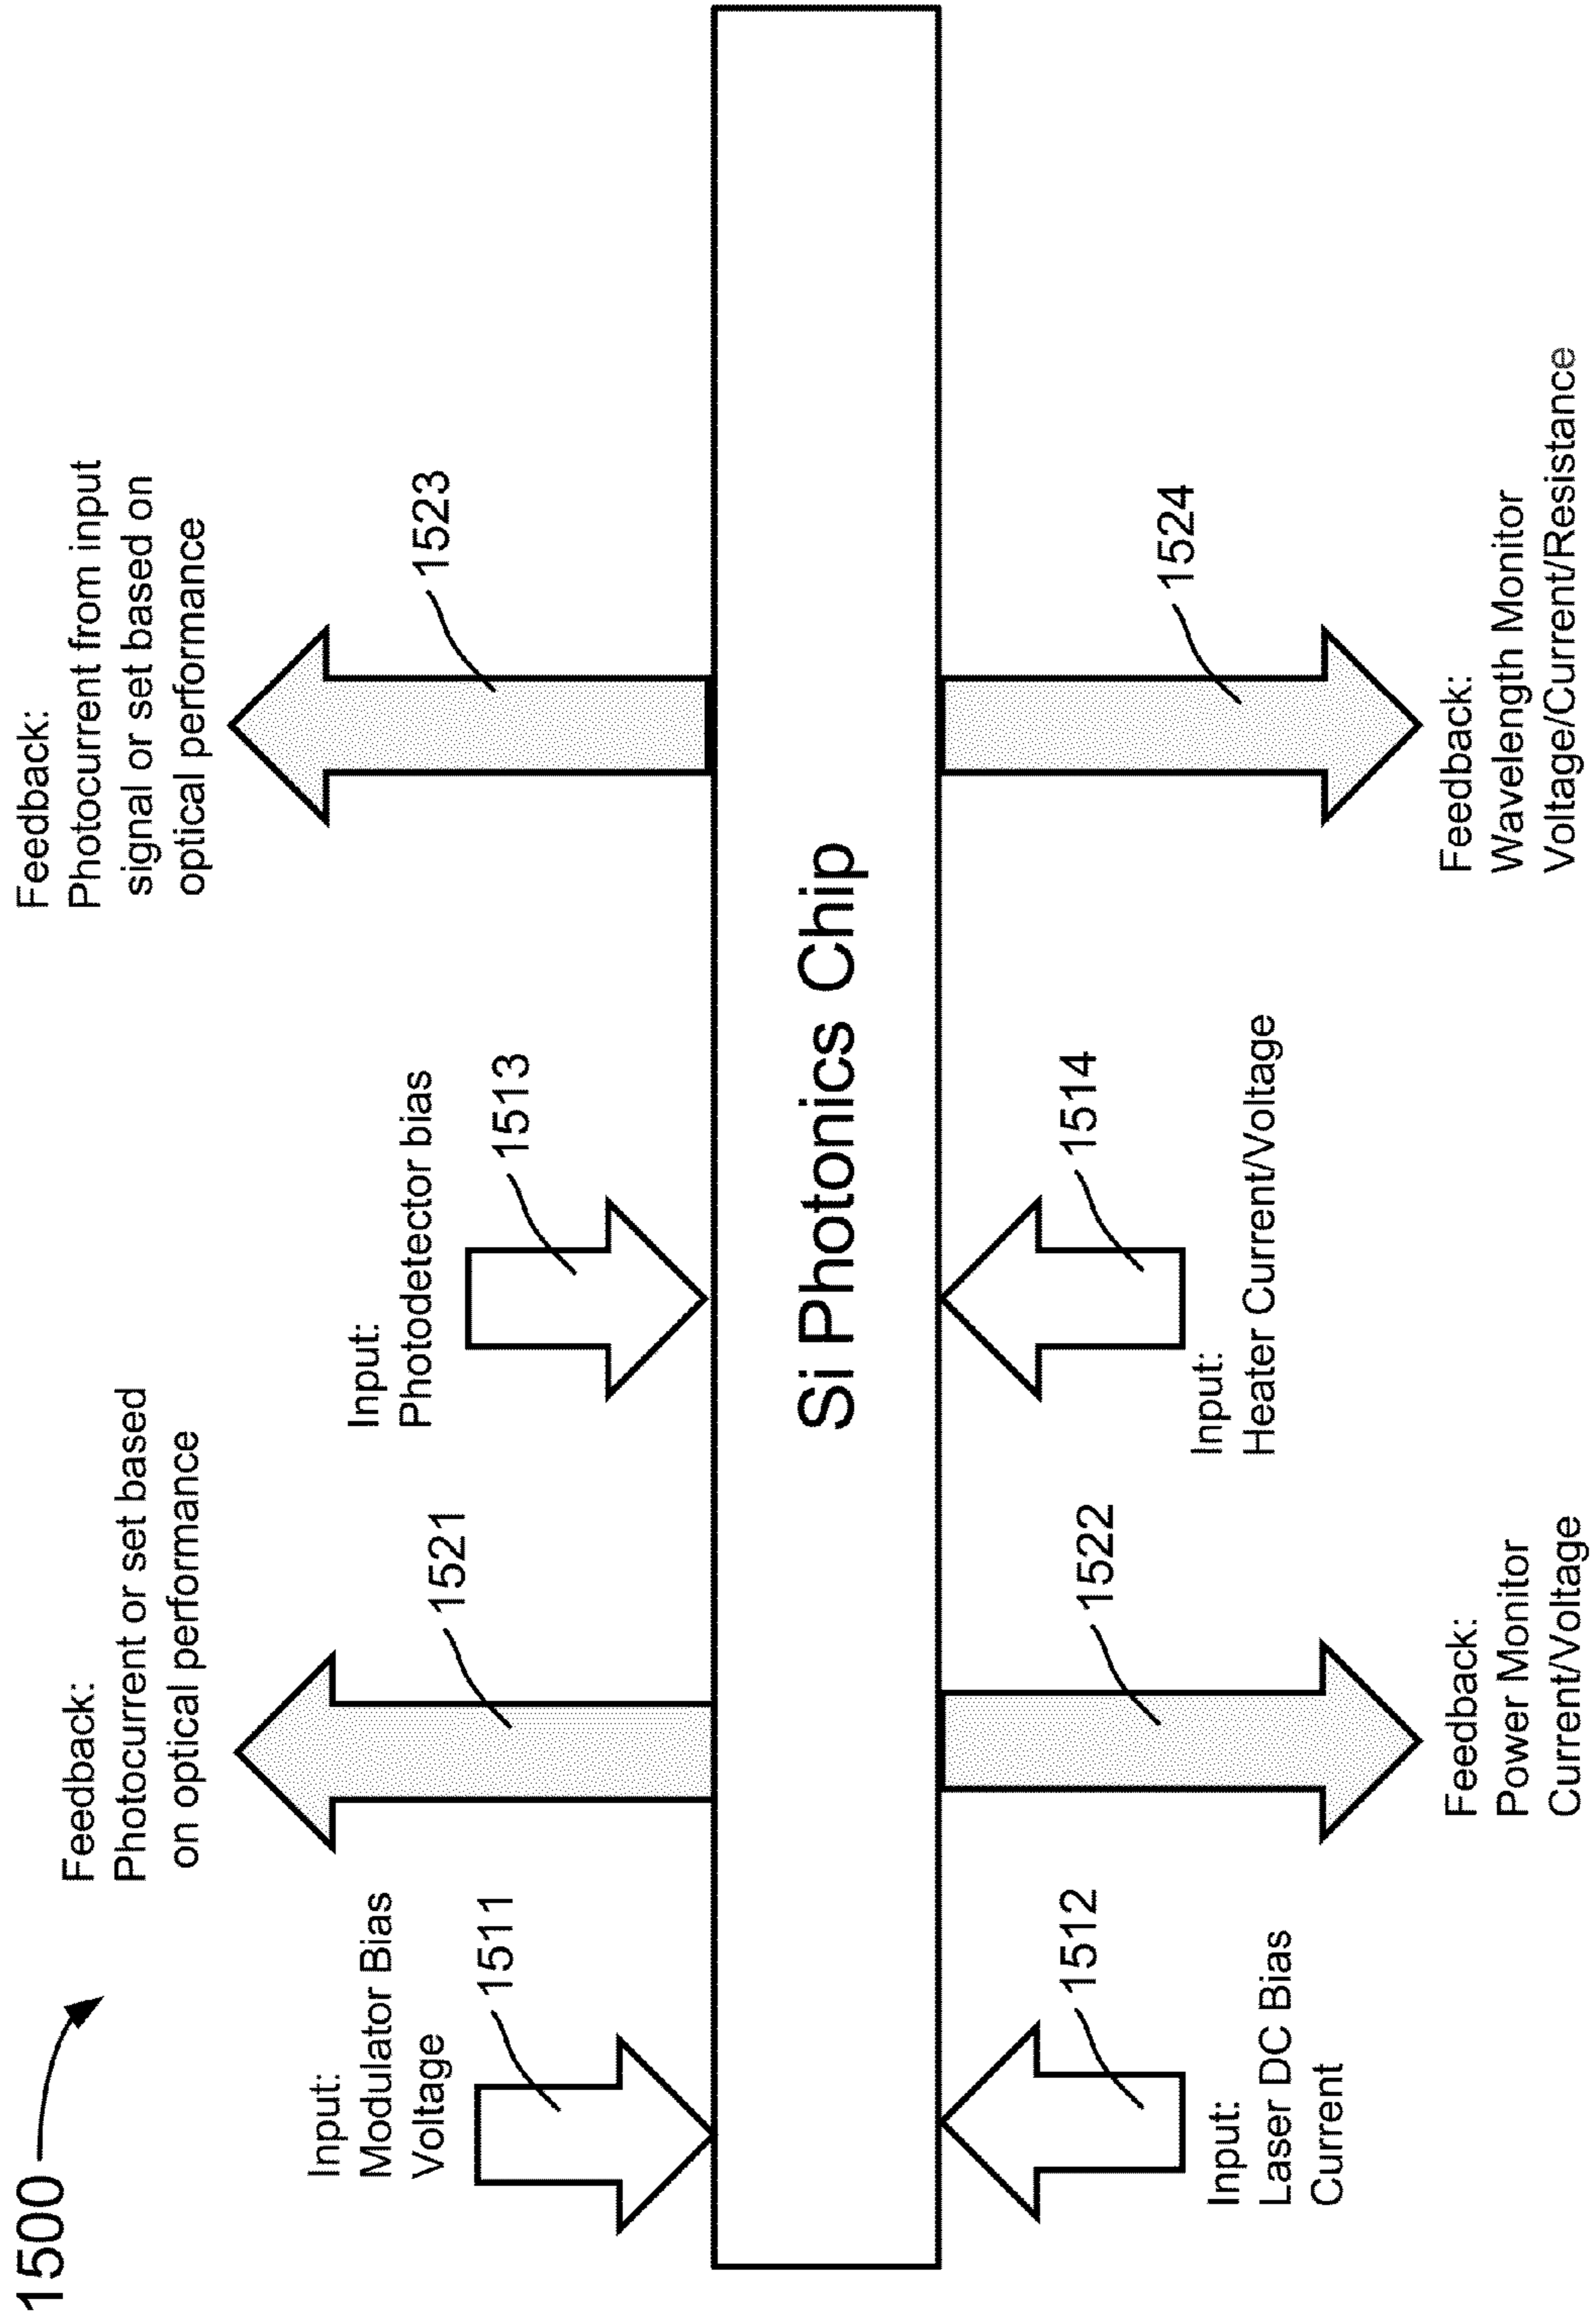 1500
Feedback:
Photocurrent or set based
on optical performance
Feedback:
Photocurrent from input
signal or set based on
optical performance
Input:
Modulator Bias
Voltage
1511
1521
Input:
Photodetector bias
1513
1523
Si Photonics Chip
1512
Input:
Laser DC Bias
Current
1522
Feedback:
Power Monitor
Current/Voltage
1514
Input:
Heater Current/Voltage
1524
Feedback:
Wavelength Monitor
Voltage/Current/Resistance